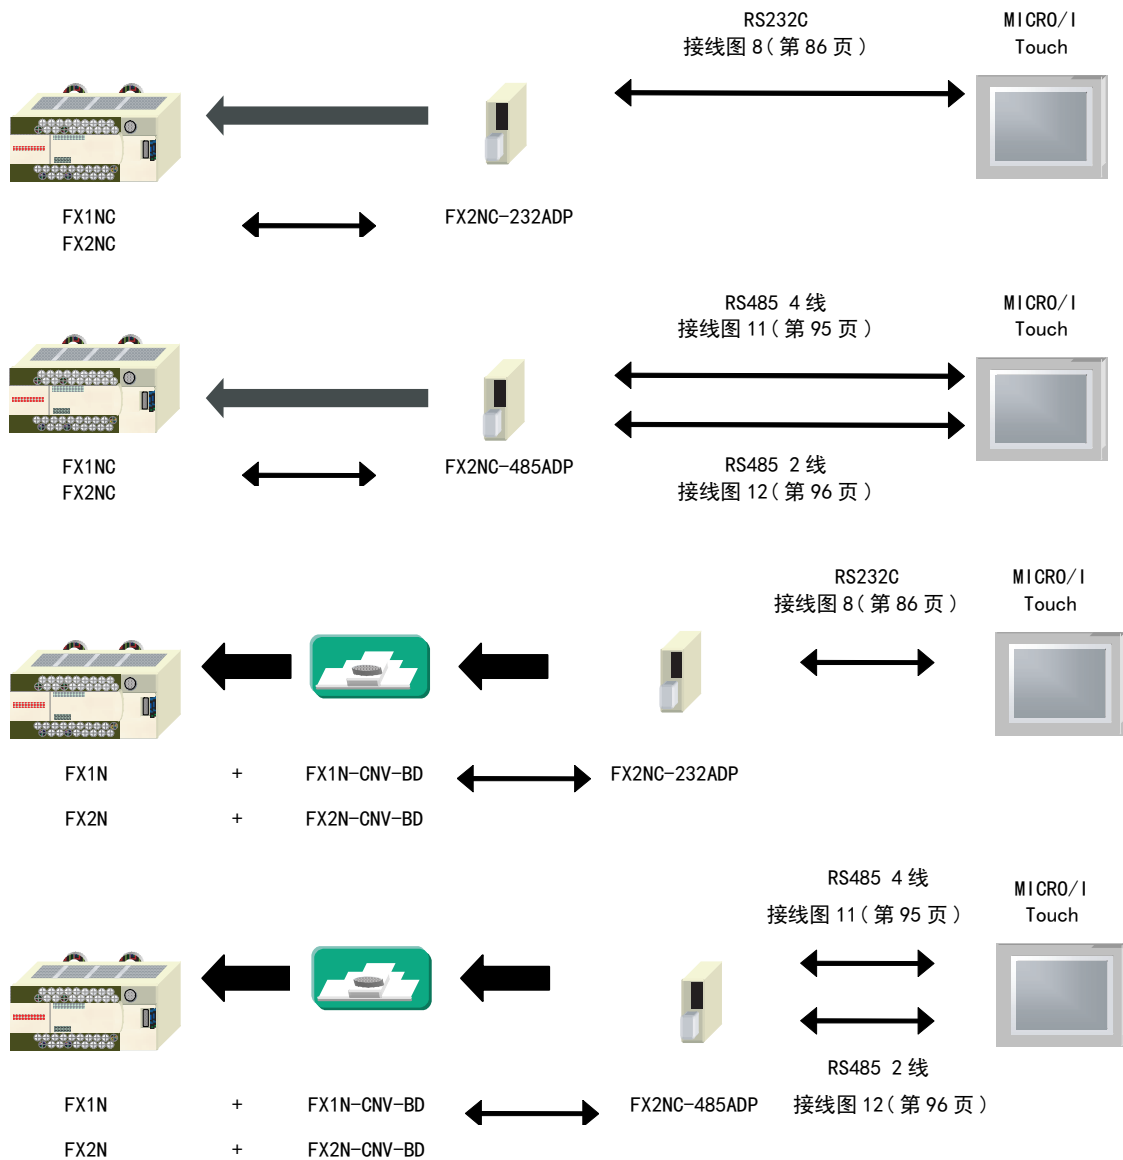 RS232C
接线图 8( 第 86 页 )
MICRO/I
Touch
FX1NC
FX2NC
FX2NC-232ADP
RS485 4 线
接线图 11( 第 95 页 )
MICRO/I
Touch
FX1NC
FX2NC
FX2NC-485ADP
RS485 2 线
接线图 12( 第 96 页 )
RS232C
接线图 8( 第 86 页 )
MICRO/I
Touch
FX1N + FX1N-CNV-BD FX2NC-232ADP
FX2N + FX2N-CNV-BD
RS485 4 线
接线图 11( 第 95 页 )
MICRO/I
Touch
RS485 2 线
接线图 12( 第 96 页 )
FX1N + FX1N-CNV-BD FX2NC-485ADP
FX2N + FX2N-CNV-BD